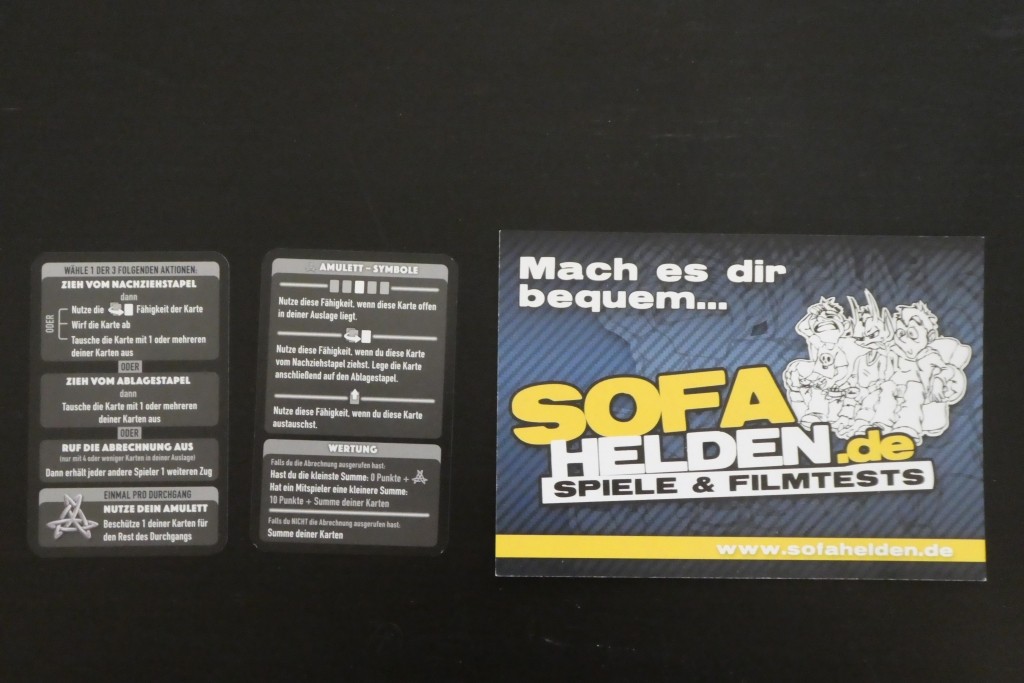 WÄHLE 1 DER 3 FOLGENDEN AKTIONEN:
ZIEH VOM NACHZIEHSTAPEL
dann
ODER
Nutze die Fähigkeit der Karte
Wirf die Karte ab
Tausche die Karte mit 1 oder mehreren
deiner Karten aus
ODER
ZIEH VOM ABLAGESTAPEL
dann
Tausche die Karte mit 1 oder mehreren
deiner Karten aus
ODER
RUF DIE ABRECHNUNG AUS
(nur mit 4 oder weniger Karten in deiner Auslage)
Dann erhält jeder andere Spieler 1 weiteren Zug
EINMAL PRO DURCHGANG
NUTZE DEIN AMULETT
Beschütze 1 deiner Karten für
den Rest des Durchgangs
AMULETT – SYMBOLE
Nutze diese Fähigkeit, wenn diese Karte offen
in deiner Auslage liegt.
Nutze diese Fähigkeit, wenn du diese Karte
vom Nachziehstapel ziehst. Lege die Karte
anschließend auf den Ablagestapel.
Nutze diese Fähigkeit, wenn du diese Karte
austauschst.
WERTUNG
Falls du die Abrechnung ausgerufen hast:
Hast du die kleinste Summe: 0 Punkte +
Hat ein Mitspieler eine kleinere Summe:
10 Punkte + Summe deiner Karten
Falls du NICHT die Abrechnung ausgerufen hast:
Summe deiner Karten
Mach es dir
bequem...
SOFA
HELDEN.de
SPIELE & FILMTESTS
www.sofahelden.de